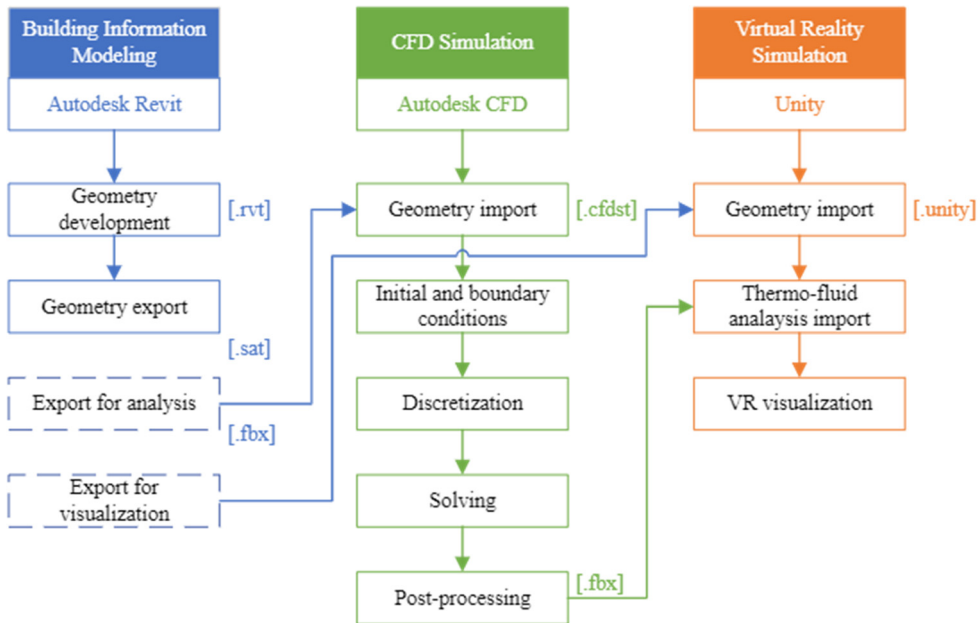 Building Information
Modeling
Autodesk Revit
Geometry
development
[.rvt]
Geometry export
[.sat]
Export for analysis
[.fbx]
Export for
visualization
CFD Simulation
Autodesk CFD
Geometry import
[.cfdst]
Initial and boundary
conditions
Discretization
Solving
Post-processing
[.fbx]
Virtual Reality
Simulation
Unity
Geometry import
[.unity]
Thermo-fluid
analaysis import
VR visualization